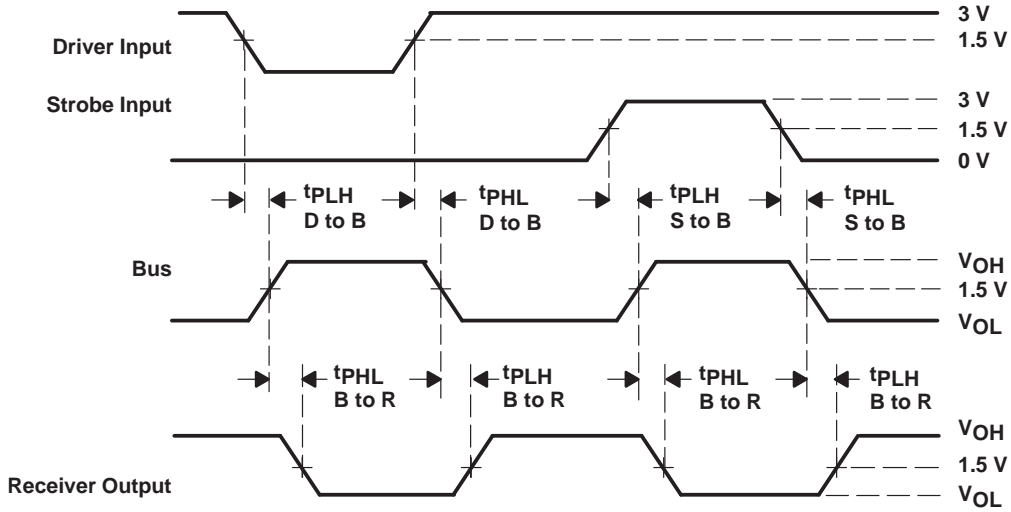 3 V
Driver Input
1.5 V
Strobe Input
3 V
1.5 V
0 V
tPLH
D to B
tPHL
D to B
tPLH
S to B
tPHL
S to B
Bus
VOH
1.5 V
VOL
tPHL
B to R
tPLH
B to R
tPHL
B to R
tPLH
B to R
VOH
1.5 V
Receiver Output
VOL